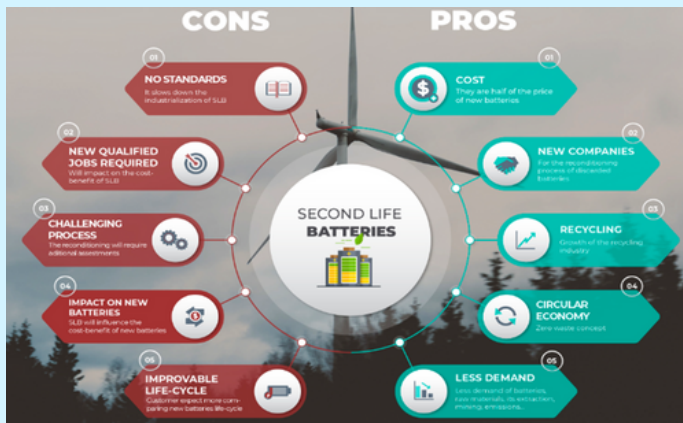 CONS
PROS
01
NO STANDARDS
It slows down the
industrialization of SLB
02
NEW QUALIFIED
JOBS REQUIRED
Will impact on the cost-
benefit of SLB
03
CHALLENGING
PROCESS
The reconditioning will require
aditional assestments
04
IMPACT ON NEW
BATTERIES
SLB will influence the
cost-benefit of new batteries
05
IMPROVABLE
LIFE-CYCLE
Customer expect more com-
paring new batteries life-cycle
SECOND LIFE
BATTERIES
01
COST
They are half of the price
of new batteries
02
NEW COMPANIES
For the reconditioning
process of discarded
batteries
03
RECYCLING
Growth of the recycling
industry
04
CIRCULAR
ECONOMY
Zero waste concept
05
LESS DEMAND
Less demand of batteries,
raw materials, its extraction,
mining, emissions..